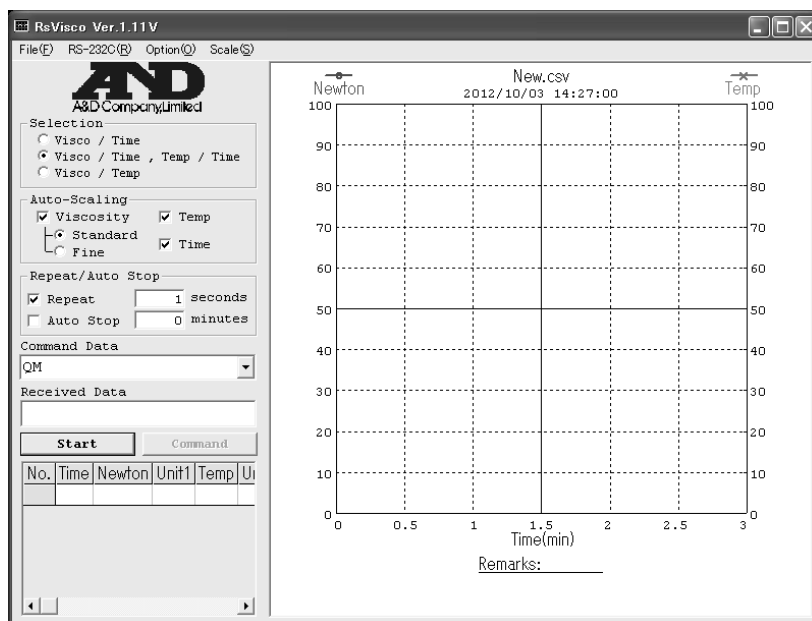 RsVisco Ver.1.11V
File(F) RS-232C(R) Option(O) Scale(S)
AND
A&D Company,Limited
Selection
Visco / Time
Visco / Time , Temp / Time
Visco / Temp
Auto-Scaling
Viscosity Temp
Standard
Time
Fine
Repeat/Auto Stop
Repeat 1 seconds
Auto Stop 0 minutes
Command Data
QM
Received Data
Start Command
No. Time Newton Unit1 Temp
New.csv
2012/10/03 14:27:00
Newton Temp
100 100
90 90
80 80
70 70
60 60
50 50
40 40
30 30
20 20
10 10
0 0
0 0.5 1 1.5 2 2.5 3
Time(min)
Remarks: